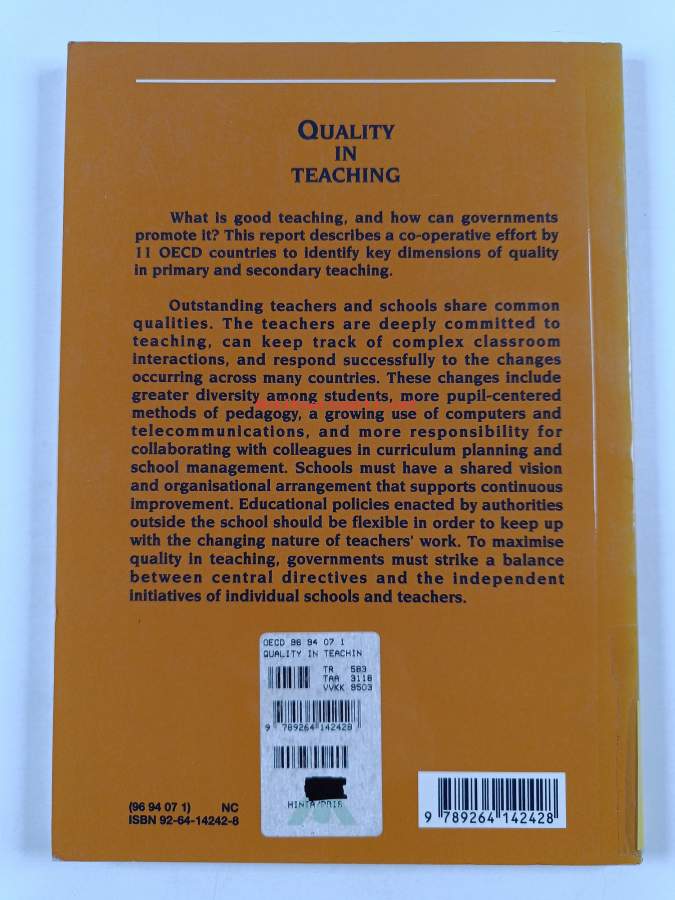 QUALITY
IN
TEACHING
What is good teaching, and how can governments
promote it? This report describes a co-operative effort by
11 OECD countries to identify key dimensions of quality
in primary and secondary teaching.
Outstanding teachers and schools share common
qualities. The teachers are deeply committed to
teaching, can keep track of complex classroom
interactions, and respond successfully to the changes
occurring across many countries. These changes include
greater diversity among students, more pupil-centered
methods of pedagogy, a growing use of computers and
telecommunications, and more responsibility for
collaborating with colleagues in curriculum planning and
school management. Schools must have a shared vision
and organisational arrangement that supports continuous
improvement. Educational policies enacted by authorities
outside the school should be flexible in order to keep up
with the changing nature of teachers' work. To maximise
quality in teaching, governments must strike a balance
between central directives and the independent
initiatives of individual schools and teachers.
OECD 96 94 07 1
QUALITY IN TEACHIN
TR 583
TAA 3118
VVKK 9503
9 789264 142428
(96 94 07 1) NC
ISBN 92-64-14242-8
9 789264 142428